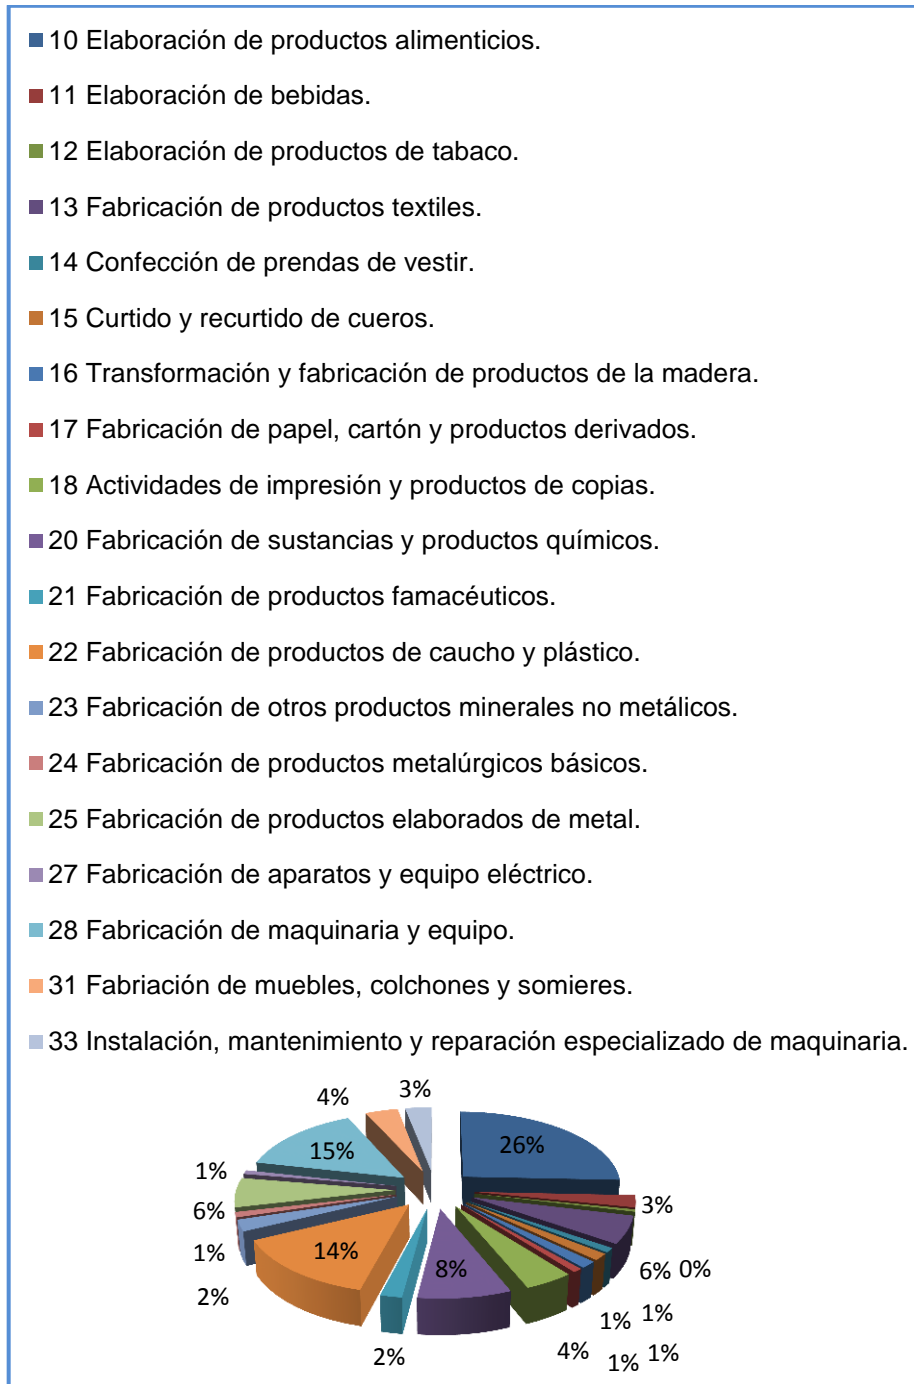 10 Elaboración de productos alimenticios.
11 Elaboración de bebidas.
12 Elaboración de productos de tabaco.
13 Fabricación de productos textiles.
14 Confección de prendas de vestir.
15 Curtido y recurtido de cueros.
16 Transformación y fabricación de productos de la madera.
17 Fabricación de papel, cartón y productos derivados.
18 Actividades de impresión y productos de copias.
20 Fabricación de sustancias y productos químicos.
21 Fabricación de productos famacéuticos.
22 Fabricación de productos de caucho y plástico.
23 Fabricación de otros productos minerales no metálicos.
24 Fabricación de productos metalúrgicos básicos.
25 Fabricación de productos elaborados de metal.
27 Fabricación de aparatos y equipo eléctrico.
28 Fabricación de maquinaria y equipo.
31 Fabriación de muebles, colchones y somieres.
33 Instalación, mantenimiento y reparación especializado de maquinaria.
4% 3%
15% 26%
1% 3%
6%
1% 14% 8% 6% 0%
2% 1% 1%
2% 4% 1% 1%